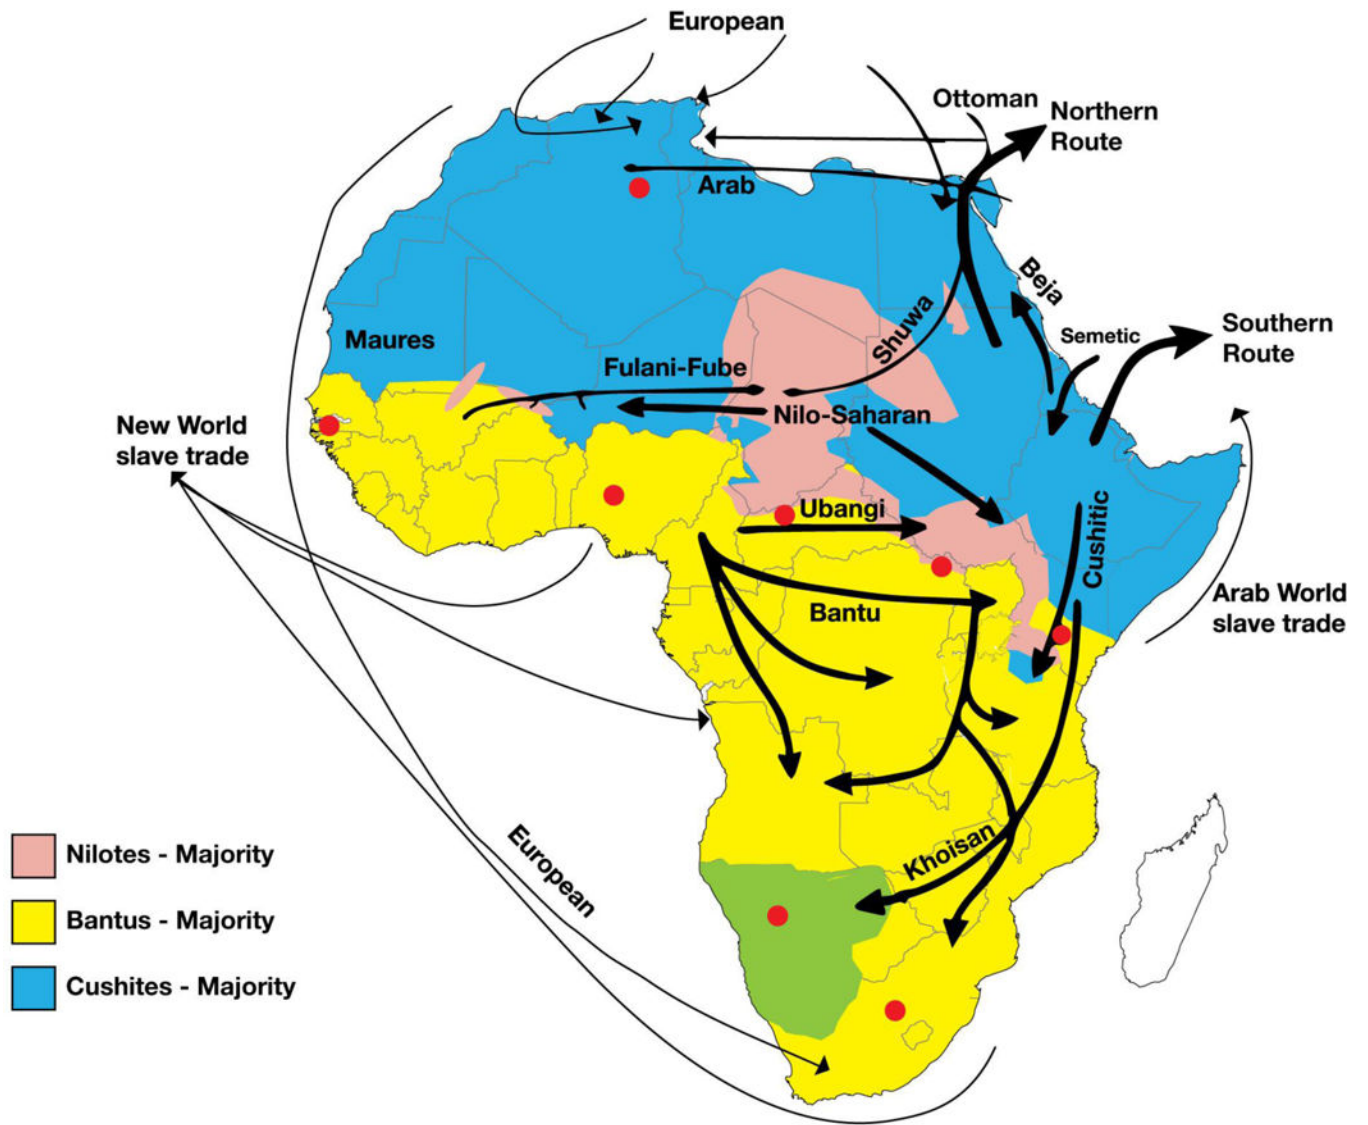 European
Ottoman
Northern
Route
Arab
Beja
Shuwa
Semetic
Southern
Route
Maures
Fulani-Fube
Nilo-Saharan
New World
slave trade
Ubangi
Cushitic
Bantu
Arab World
slave trade
Khoisan
European
Nilotes - Majority
Bantus - Majority
Cushites - Majority